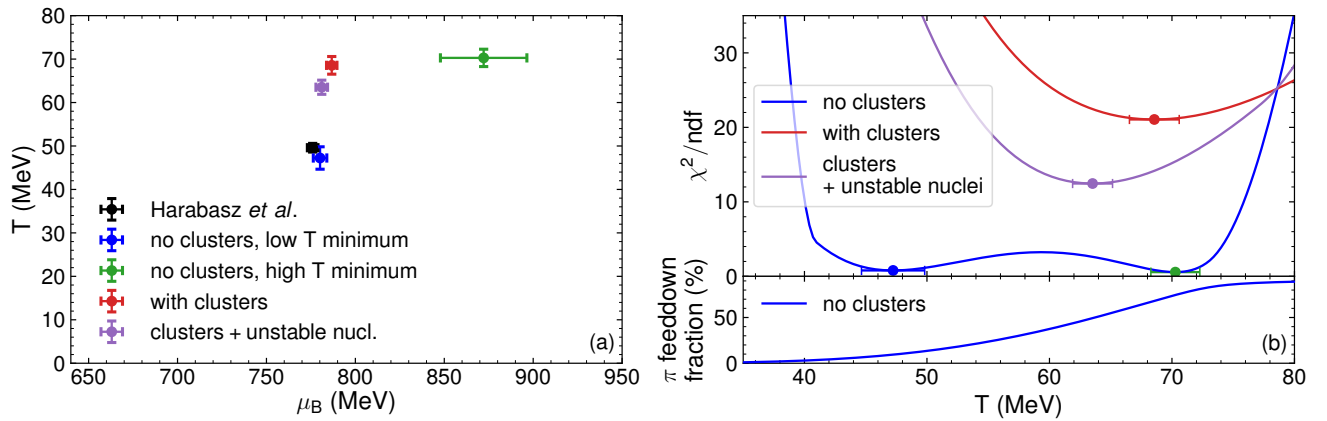 80
70
60
50
40
30
20
10
0
T (MeV)
Harabasz et al.
no clusters, low T minimum
no clusters, high T minimum
with clusters
clusters + unstable nucl.
(a)
650 700 750 800 850 900 950
μB (MeV)
30
20
10
0
χ²/ndf
no clusters
with clusters
clusters
+ unstable nuclei
50
0
π feeddown
fraction (%)
no clusters
(b)
40 50 60 70 80
T (MeV)